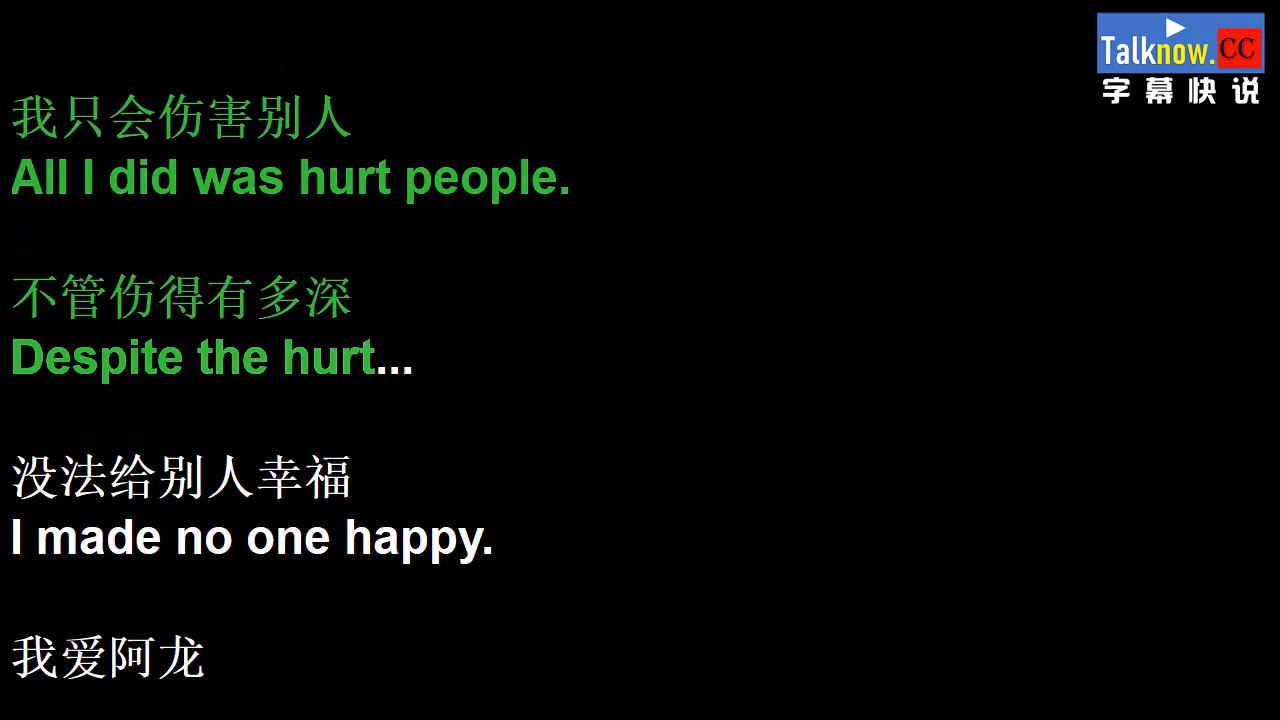 Talknow.CC
字幕快说
我只会伤害别人
All I did was hurt people.
不管伤得有多深
Despite the hurt...
没法给别人幸福
I made no one happy.
我爱阿龙